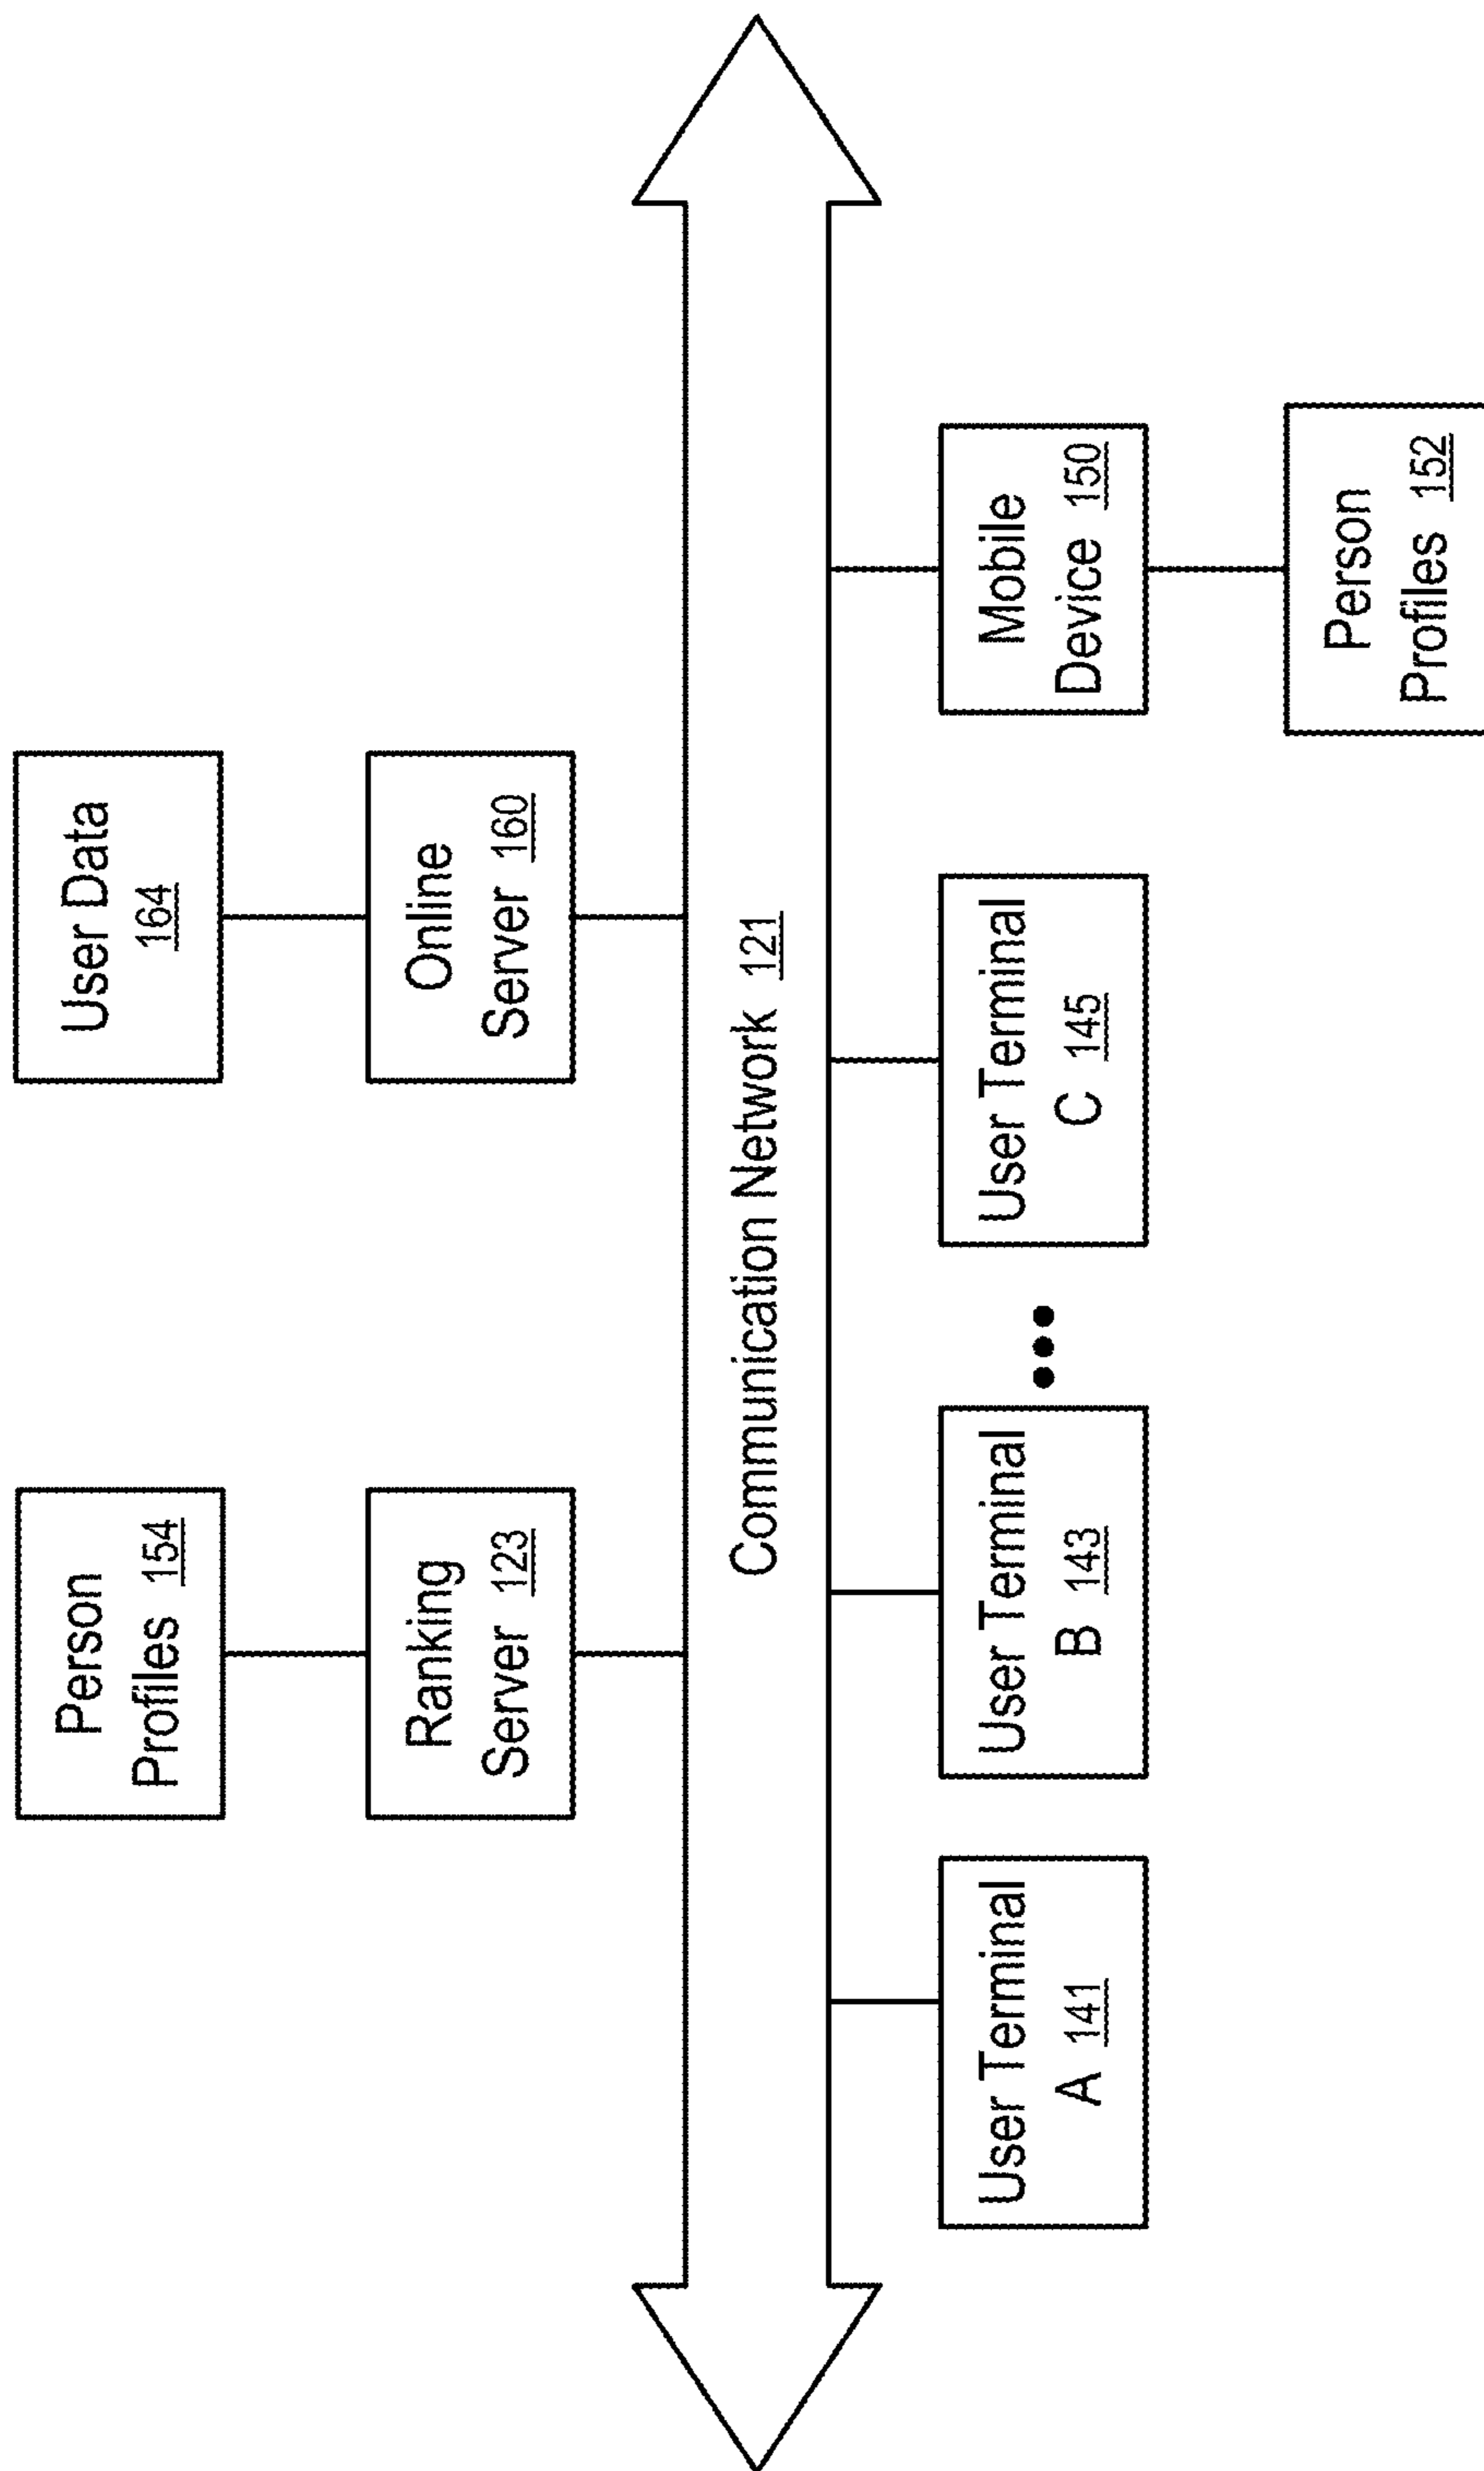 Person
Profiles 154
User Data
164
Ranking
Server 123
Online
Server 160
Communication Network 121
User Terminal
A 141
User Terminal
B 143
User Terminal
C 145
Mobile
Device 150
Person
Profiles 152